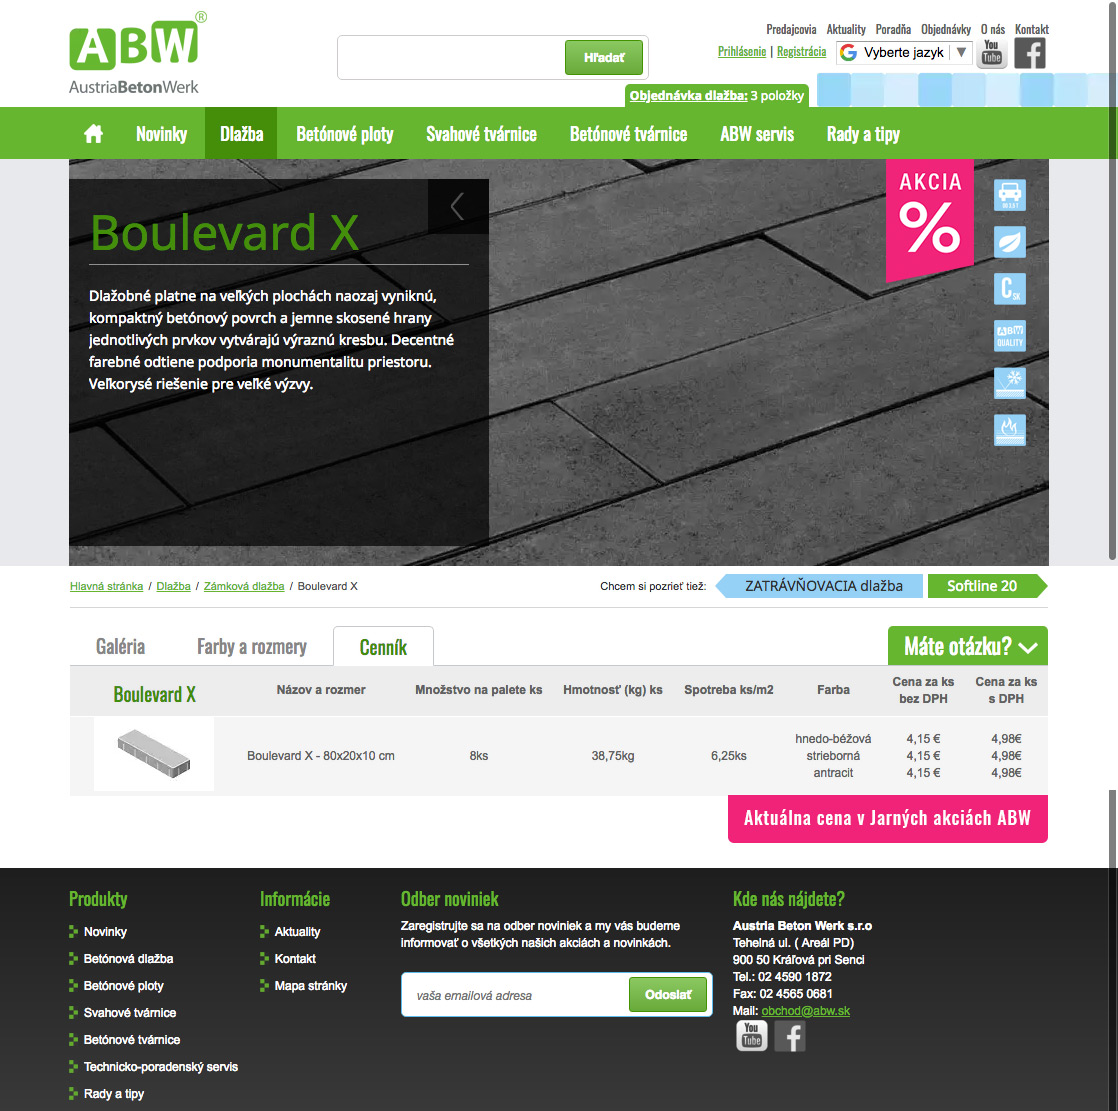 ABW®
AustriaBetonWerk
Predajcovia Aktuality Poradňa Objednávky O nás Kontakt
Prihlásenie | Registrácia
G Vyberte jazyk ▼
You Tube
f
Hľadať
Objednávka dlažba: 3 položky
Novinky Dlažba Betónové ploty Svahové tvárnice Betónové tvárnice ABW servis Rady a tipy
Boulevard X
Dlažobné platne na veľkých plochách naozaj vyniknú,
kompaktný betónový povrch a jemne skosené hrany
jednotlivých prvkov vytvárajú výraznú kresbu. Decentné
farebné odtiene podporia monumentalitu priestoru.
Veľkorysé riešenie pre veľké výzvy.
AKCIA
%
DO 3,5 T
CSK
ABW
QUALITY
Hlavná stránka / Dlažba / Zámková dlažba / Boulevard X
Chcem si pozrieť tiež: ZATRÁVŇOVACIA dlažba Softline 20
Galéria Farby a rozmery Cenník
Máte otázku?
Boulevard X Názov a rozmer Množstvo na palete ks Hmotnosť (kg) ks Spotreba ks/m2 Farba Cena za ks bez DPH Cena za ks s DPH
Boulevard X - 80x20x10 cm 8ks 38,75kg 6,25ks
hnedo-béžová 4,15 € 4,98€
strieborná 4,15 € 4,98€
antracit 4,15 € 4,98€
Aktuálna cena v Jarných akciách ABW
Produkty
Novinky
Betónová dlažba
Betónové ploty
Svahové tvárnice
Betónové tvárnice
Technicko-poradenský servis
Rady a tipy
Informácie
Aktuality
Kontakt
Mapa stránky
Odber noviniek
Zaregistrujte sa na odber noviniek a my vás budeme
informovať o všetkých našich akciách a novinkách.
vaša emailová adresa
Odoslať
Kde nás nájdete?
Austria Beton Werk s.r.o
Tehelná ul. ( Areál PD)
900 50 Kráľová pri Senci
Tel.: 02 4590 1872
Fax: 02 4565 0681
Mail: obchod@abw.sk
You Tube
f